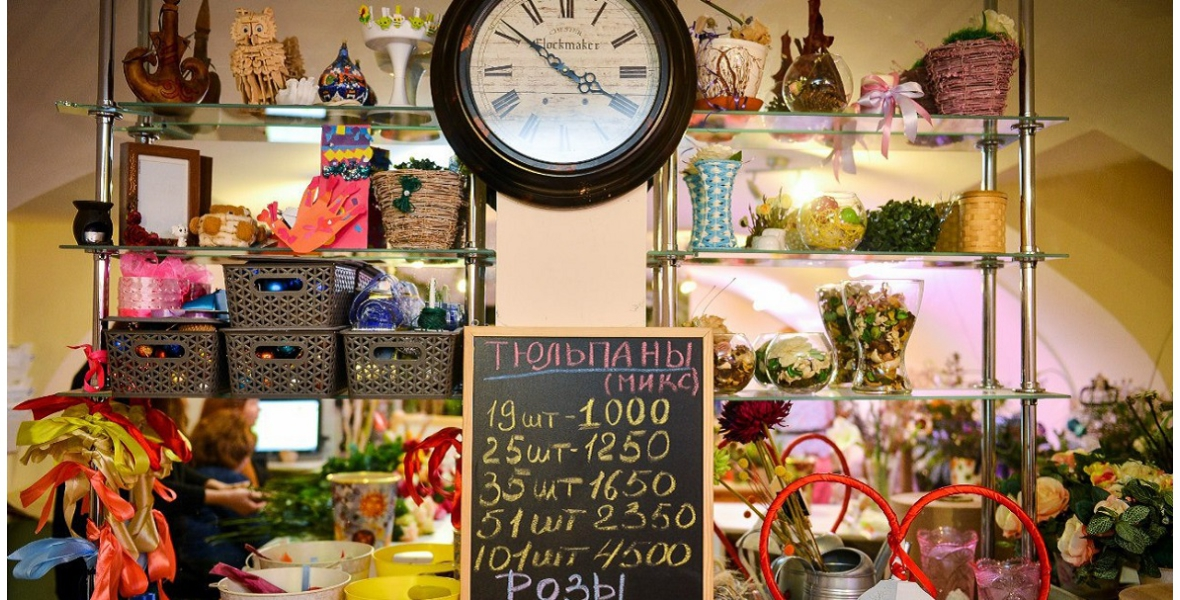 Clockmaker
ТЮЛЬПАНЫ
(МИКС)
19шт-1000
25шт-1250
35шт 1650
51шт 2350
101шт 4500
РОЗЫ